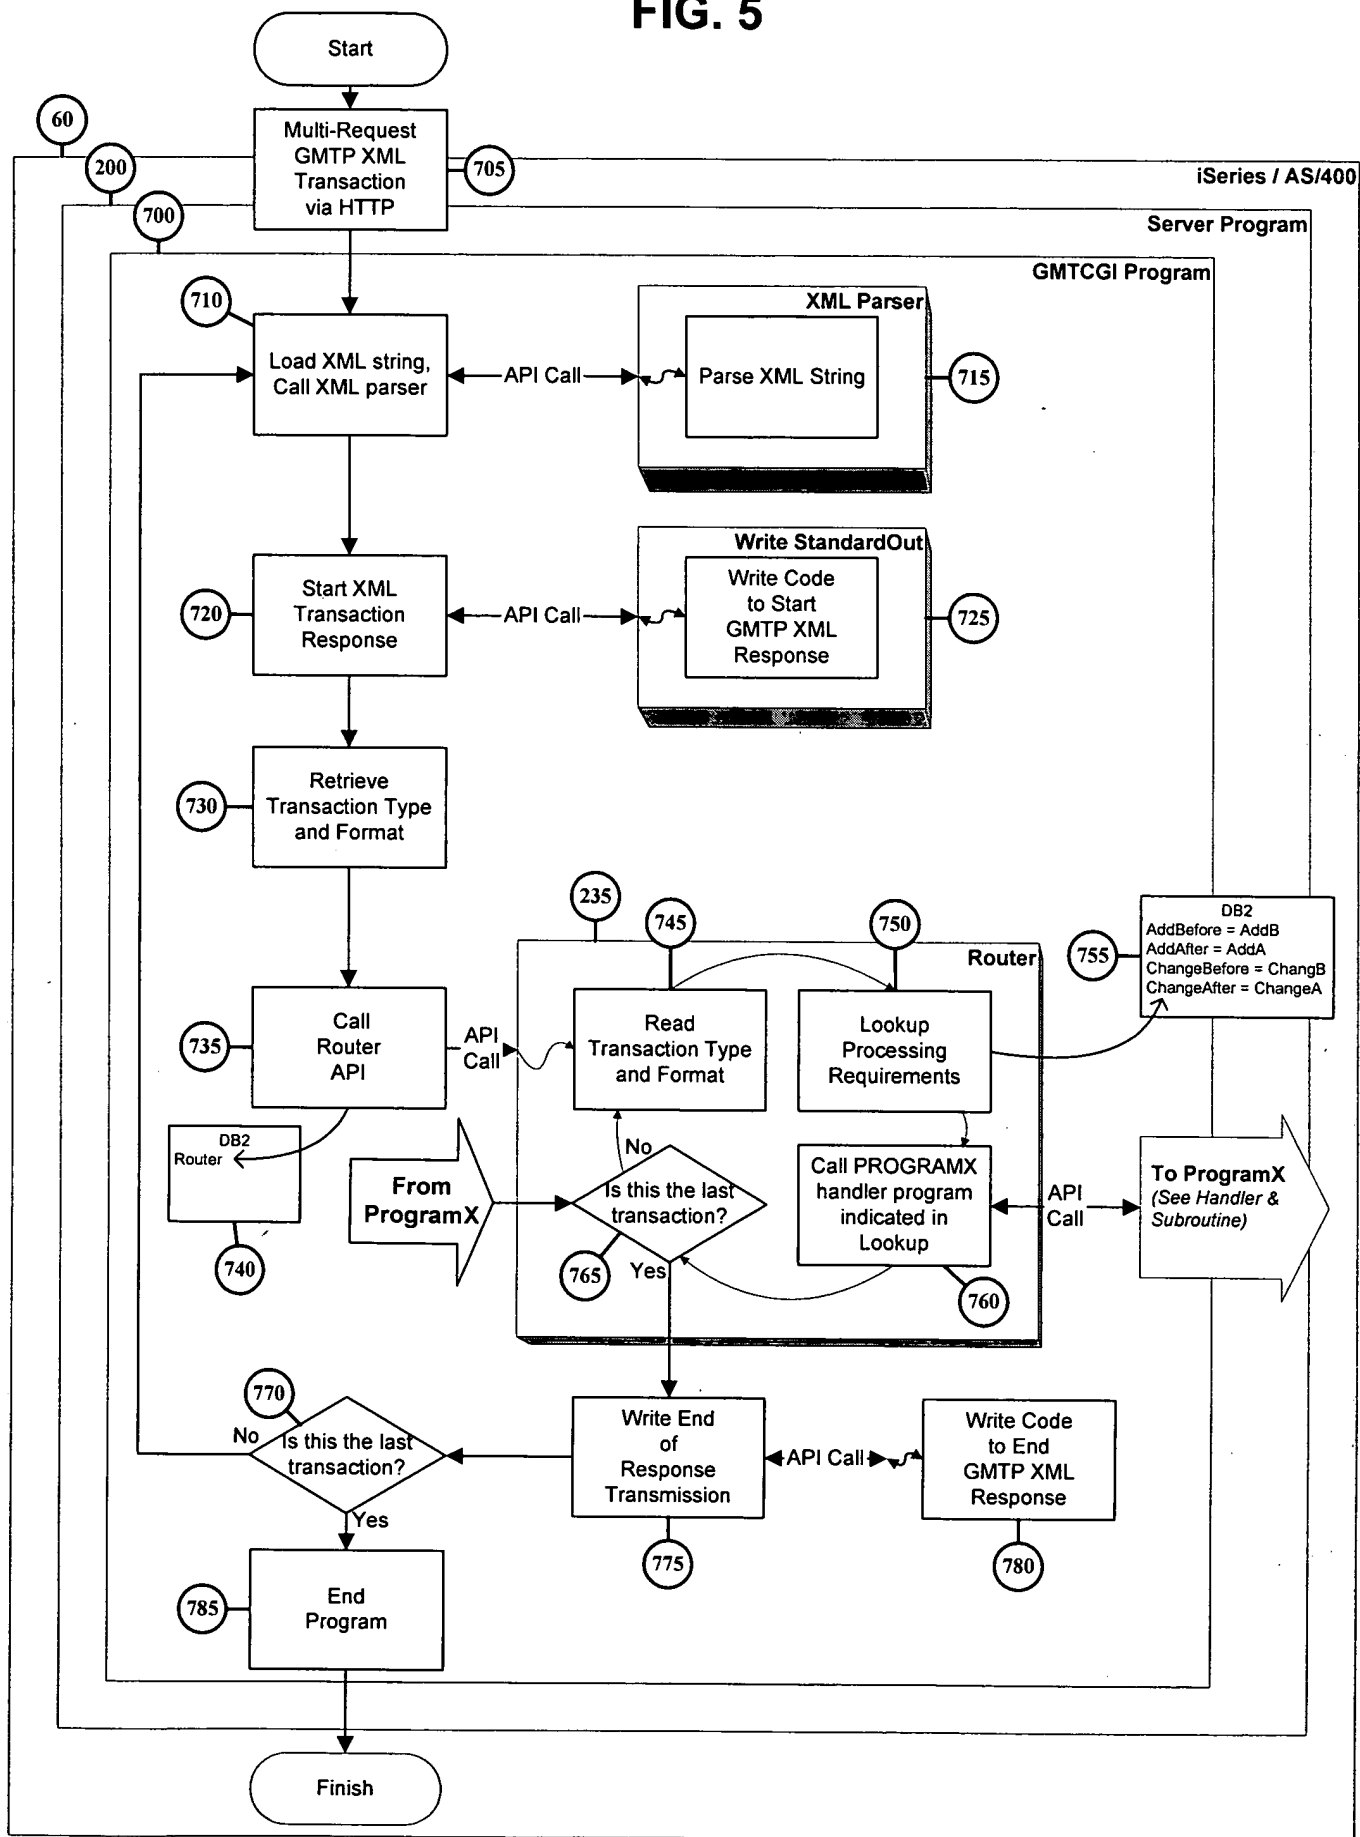 FIG. 5
Start
60
Multi-Request
GMTP XML
Transaction
via HTTP
705
200
iSeries / AS/400
700
Server Program
GMTCGI Program
710
XML Parser
Load XML string,
Call XML parser
API Call
Parse XML String
715
Write StandardOut
720
Start XML
Transaction
Response
API Call
Write Code
to Start
GMTP XML
Response
725
730
Retrieve
Transaction Type
and Format
235
745
750
Router
755
DB2
AddBefore = AddB
AddAfter = AddA
ChangeBefore = ChangB
ChangeAfter = ChangeA
735
Call
Router
API
API
Call
Read
Transaction Type
and Format
Lookup
Processing
Requirements
DB2
Router
740
From
ProgramX
No
Is this the last
transaction?
Yes
765
Call PROGRAMX
handler program
indicated in
Lookup
760
API
Call
To ProgramX
(See Handler &
Subroutine)
770
No
Is this the last
transaction?
Yes
Write End
of
Response
Transmission
775
API Call
Write Code
to End
GMTP XML
Response
780
785
End
Program
Finish